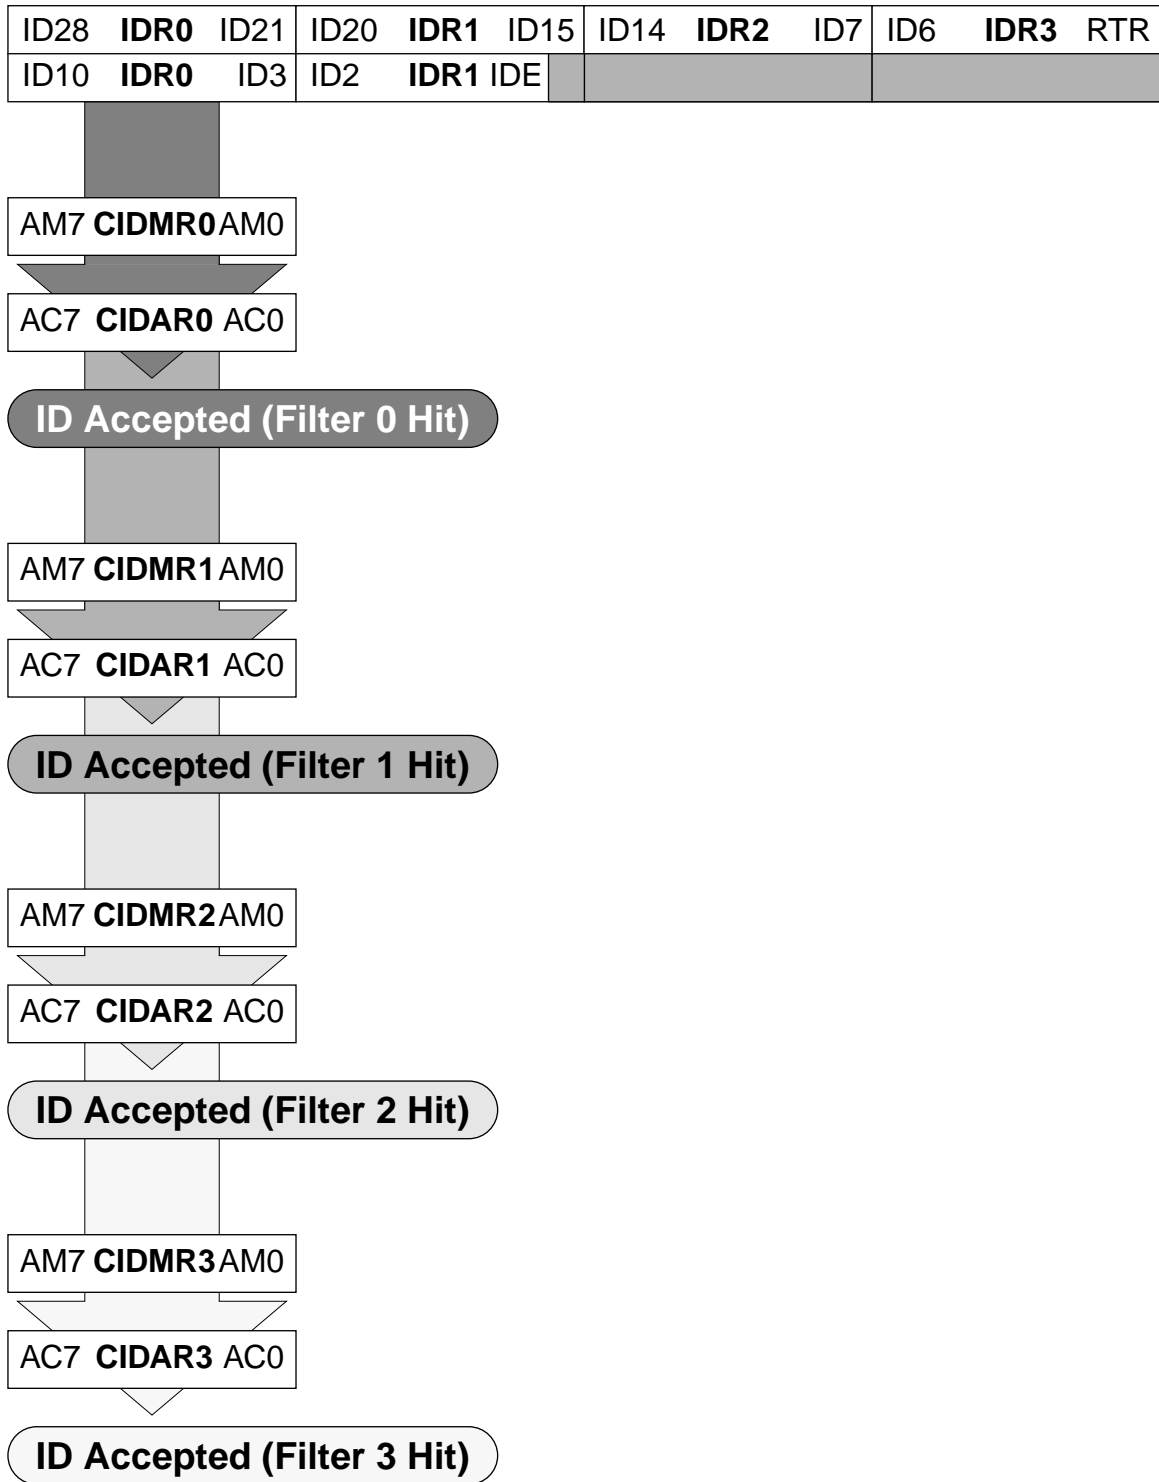 ID28 IDR0 ID21 ID20 IDR1 ID15 ID14 IDR2 ID7 ID6 IDR3 RTR
ID10 IDR0 ID3 ID2 IDR1 IDE
AM7 CIDMR0 AM0
AC7 CIDAR0 AC0
ID Accepted (Filter 0 Hit)
AM7 CIDMR1 AM0
AC7 CIDAR1 AC0
ID Accepted (Filter 1 Hit)
AM7 CIDMR2 AM0
AC7 CIDAR2 AC0
ID Accepted (Filter 2 Hit)
AM7 CIDMR3 AM0
AC7 CIDAR3 AC0
ID Accepted (Filter 3 Hit)